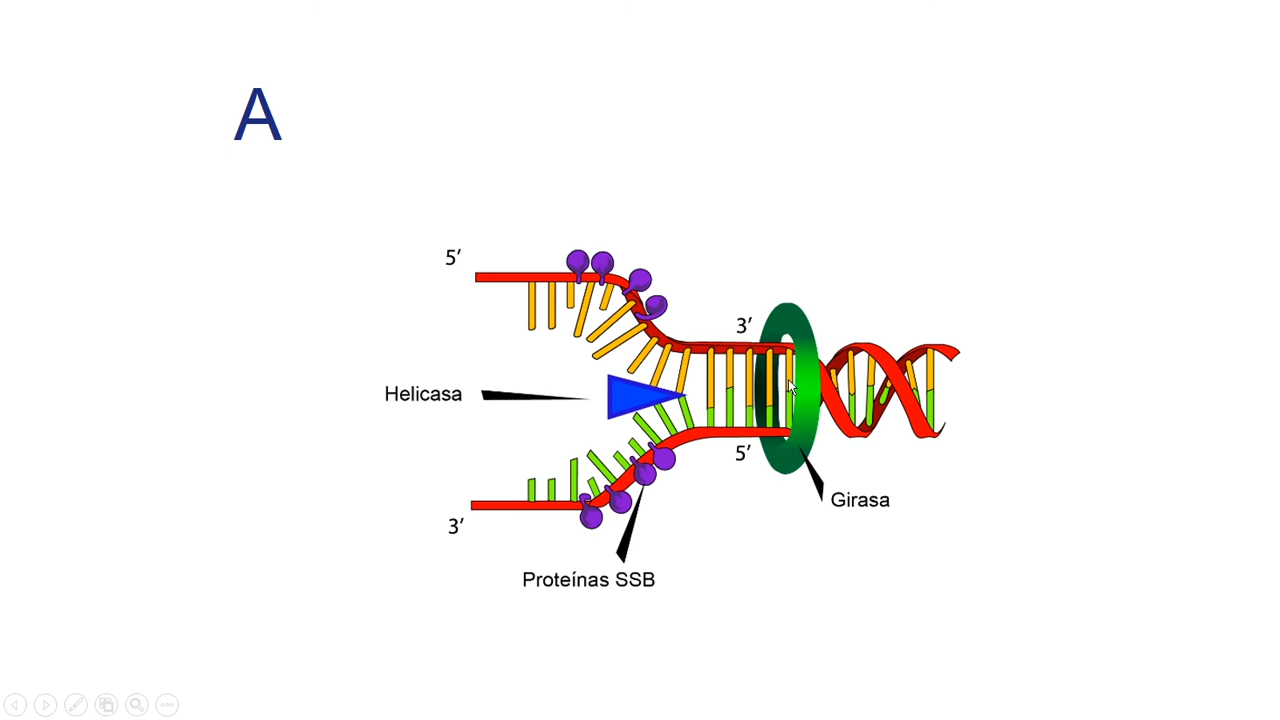 A
5’
3’
Helicasa
5’
Girasa
3’
Proteínas SSB